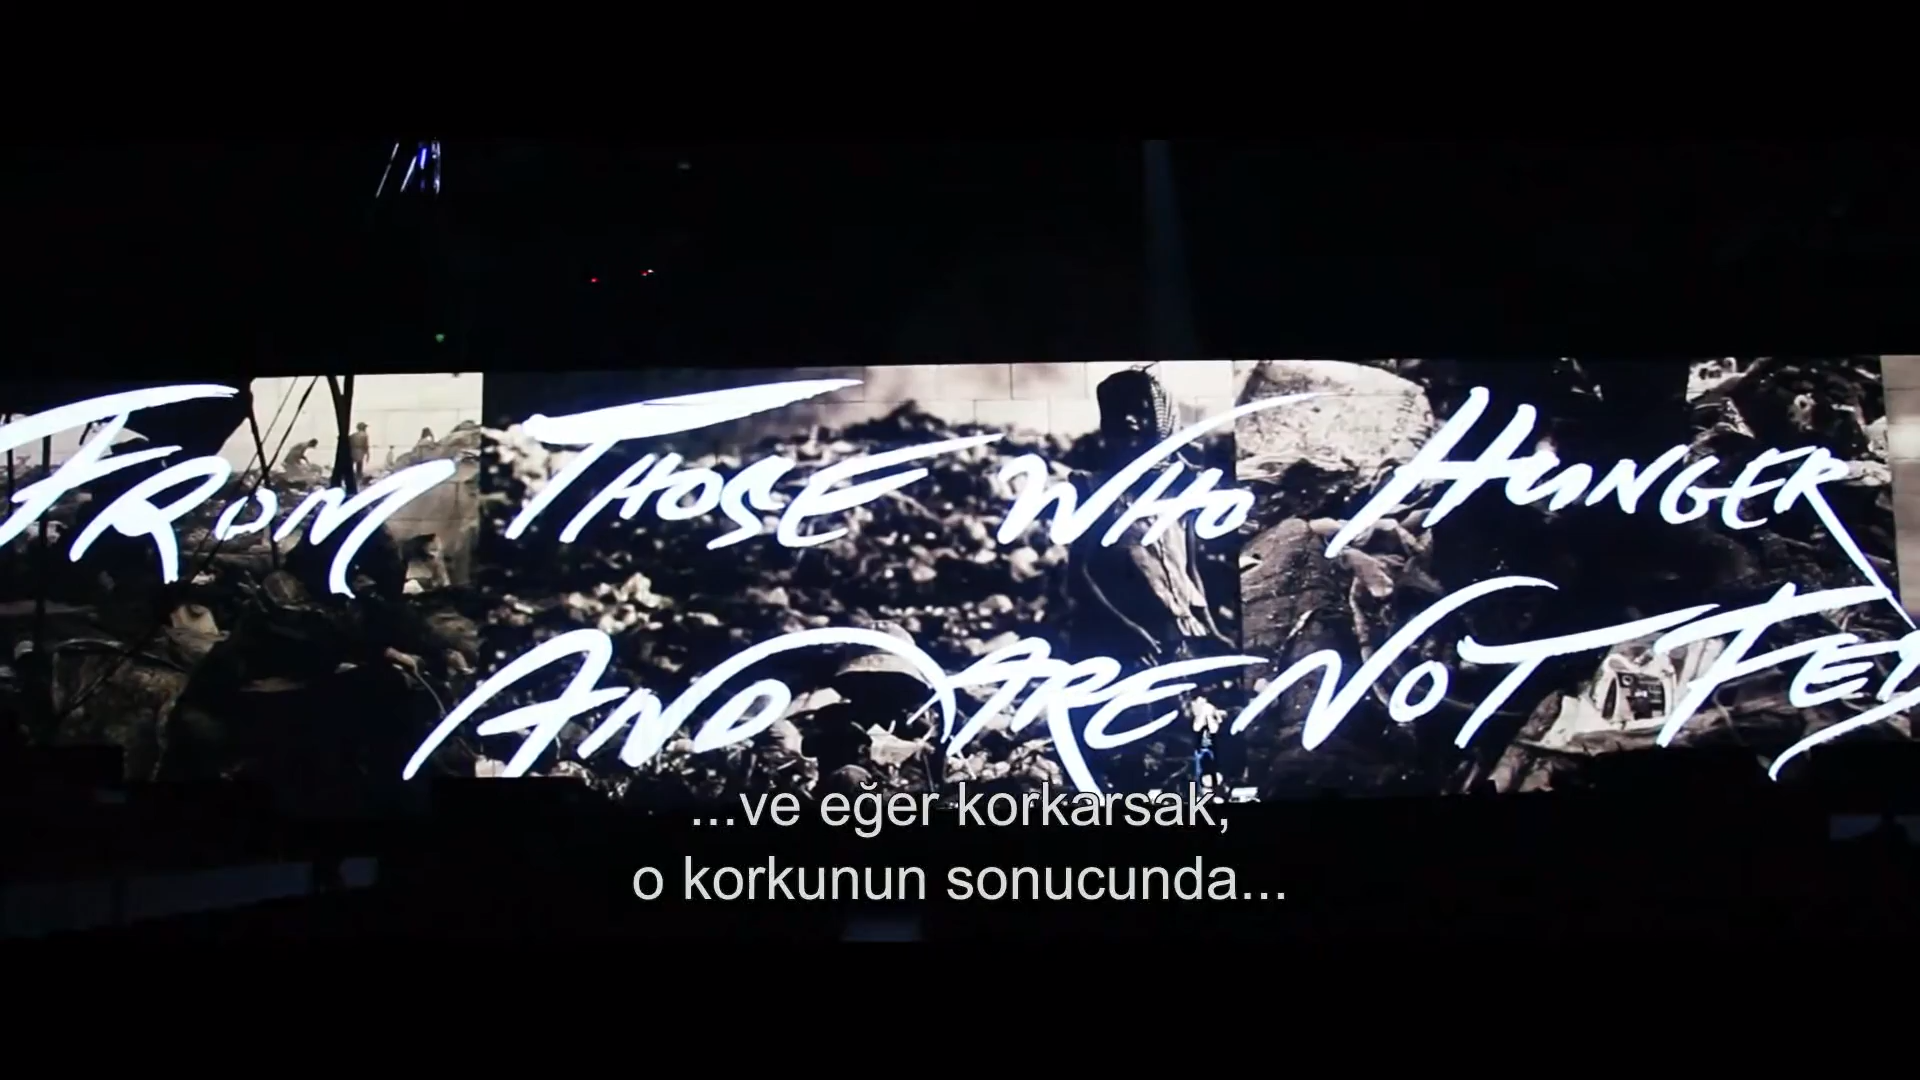 FROM THOSE WHO HUNGER
AND ARE NOT FED
...ve eğer korkarsak,
o korkunun sonucunda...